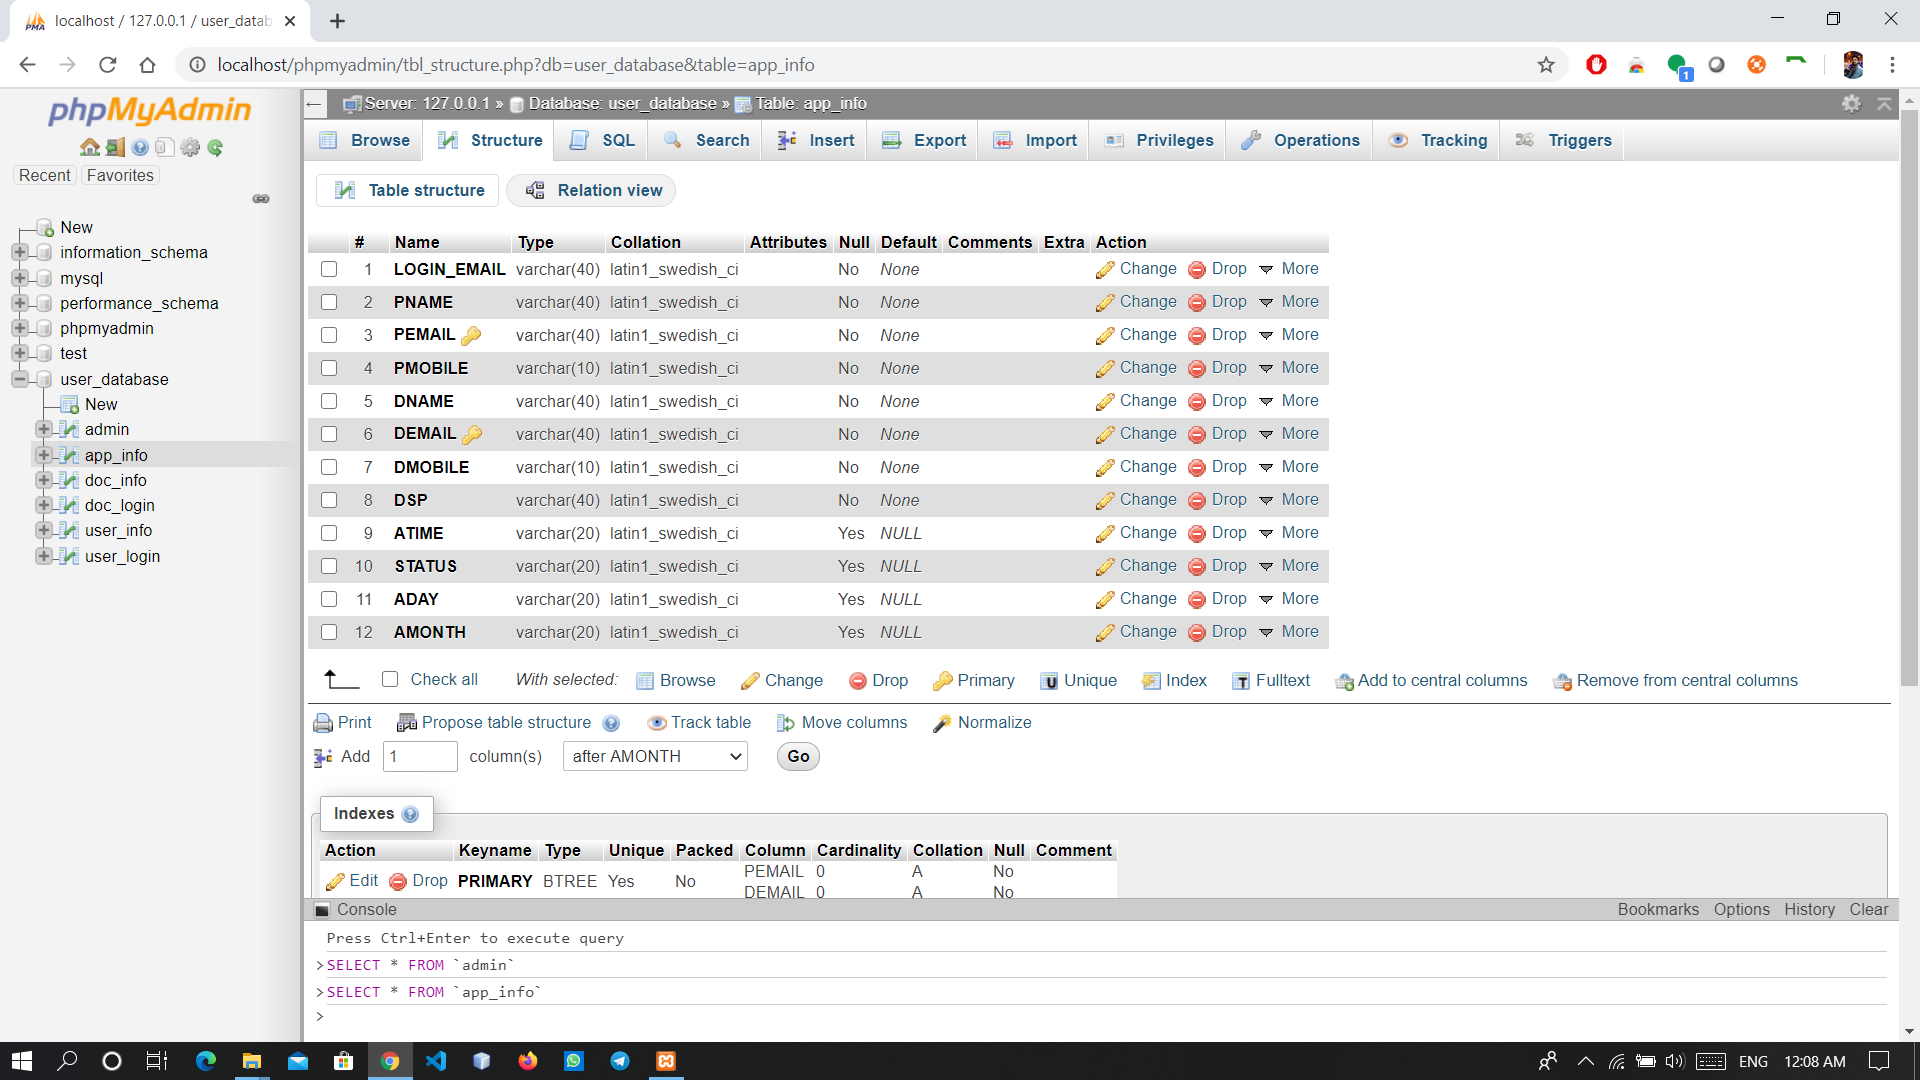 localhost / 127.0.0.1 / user_datab
localhost/phpmyadmin/tbl_structure.php?db=user_database&table=app_info
1
phpMyAdmin
Recent Favorites
New
information_schema
mysql
performance_schema
phpmyadmin
test
user_database
New
admin
app_info
doc_info
doc_login
user_info
user_login
Server: 127.0.0.1 » Database: user_database » Table: app_info
Browse Structure SQL Search Insert Export Import Privileges Operations Tracking Triggers
Table structure Relation view
# Name Type Collation Attributes Null Default Comments Extra Action
1 LOGIN_EMAIL varchar(40) latin1_swedish_ci No None Change Drop More
2 PNAME varchar(40) latin1_swedish_ci No None Change Drop More
3 PEMAIL varchar(40) latin1_swedish_ci No None Change Drop More
4 PMOBILE varchar(10) latin1_swedish_ci No None Change Drop More
5 DNAME varchar(40) latin1_swedish_ci No None Change Drop More
6 DEMAIL varchar(40) latin1_swedish_ci No None Change Drop More
7 DMOBILE varchar(10) latin1_swedish_ci No None Change Drop More
8 DSP varchar(40) latin1_swedish_ci No None Change Drop More
9 ATIME varchar(20) latin1_swedish_ci Yes NULL Change Drop More
10 STATUS varchar(20) latin1_swedish_ci Yes NULL Change Drop More
11 ADAY varchar(20) latin1_swedish_ci Yes NULL Change Drop More
12 AMONTH varchar(20) latin1_swedish_ci Yes NULL Change Drop More
Check all With selected: Browse Change Drop Primary Unique Index Fulltext Add to central columns Remove from central columns
Print Propose table structure Track table Move columns Normalize
Add 1 column(s) after AMONTH Go
Indexes
Action Keyname Type Unique Packed Column Cardinality Collation Null Comment
Edit Drop PRIMARY BTREE Yes No PEMAIL 0 A No
DEMAIL 0 A No
Console Bookmarks Options History Clear
Press Ctrl+Enter to execute query
>SELECT * FROM `admin`
>SELECT * FROM `app_info`
>
ENG 12:08 AM